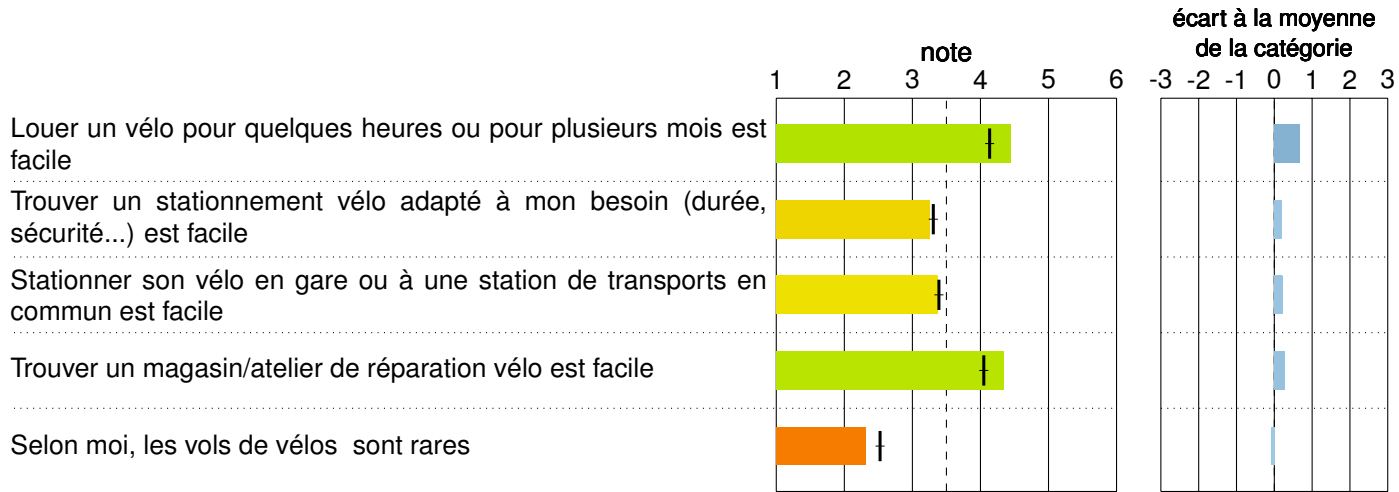 écart à la moyenne
de la catégorie
note
1 2 3 4 5 6
-3 -2 -1 0 1 2 3
Louer un vélo pour quelques heures ou pour plusieurs mois est
facile
Trouver un stationnement vélo adapté à mon besoin (durée,
sécurité...) est facile
Stationner son vélo en gare ou à une station de transports en
commun est facile
Trouver un magasin/atelier de réparation vélo est facile
Selon moi, les vols de vélos sont rares